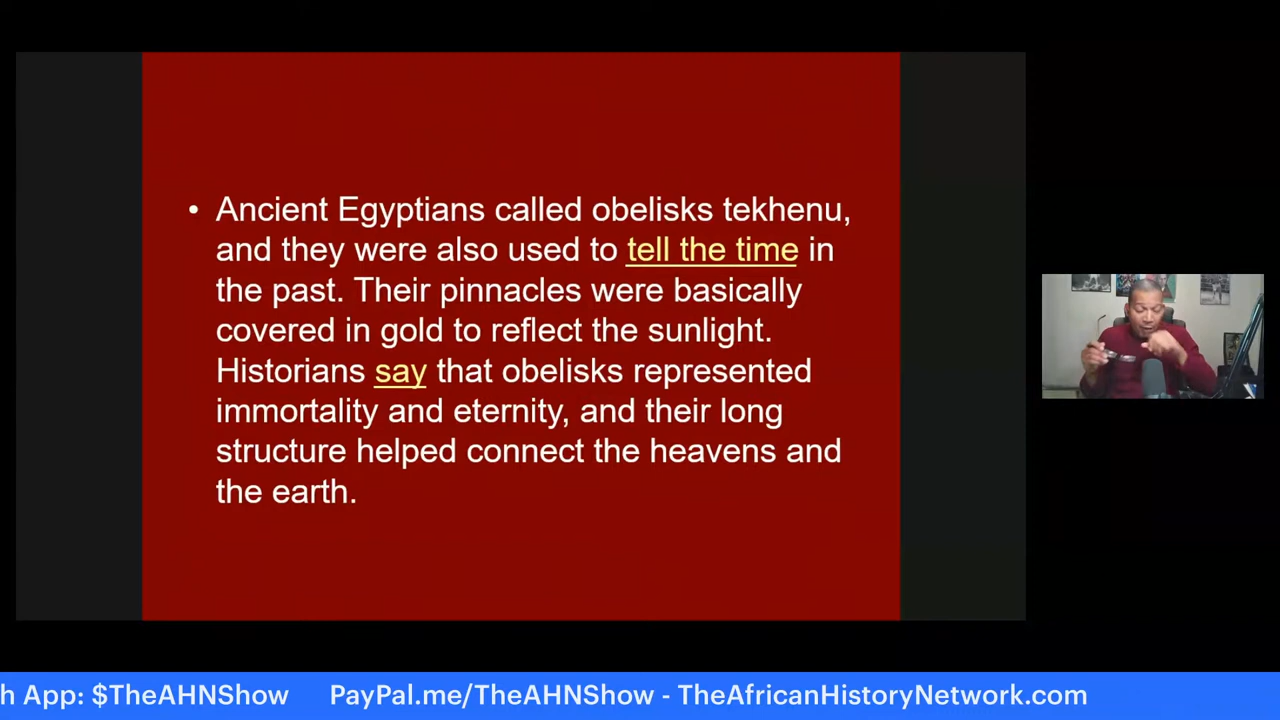 • Ancient Egyptians called obelisks tekhenu,
and they were also used to tell the time in
the past. Their pinnacles were basically
covered in gold to reflect the sunlight.
Historians say that obelisks represented
immortality and eternity, and their long
structure helped connect the heavens and
the earth.
h App: $TheAHNShow PayPal.me/TheAHNShow - TheAfricanHistoryNetwork.com